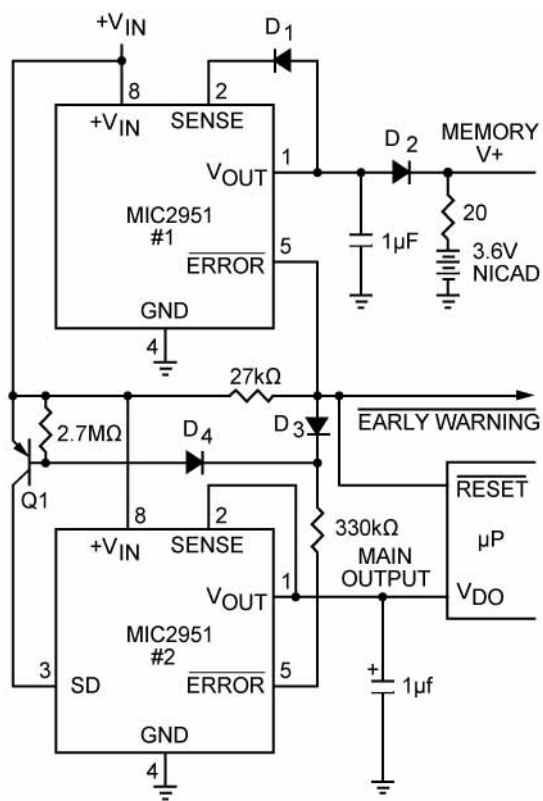 +VIN
D1
8
2
+VIN
SENSE
D2
MEMORY
V+
1
VOUT
20
MIC2951
#1
1µF
3.6V
NICAD
5
ERROR
GND
4
27kΩ
D3
EARLY WARNING
2.7MΩ
D4
RESET
Q1
8
2
330kΩ
µP
+VIN
SENSE
MAIN
OUTPUT
1
VOUT
VDO
MIC2951
#2
3
SD
5
ERROR
+
1µf
GND
4